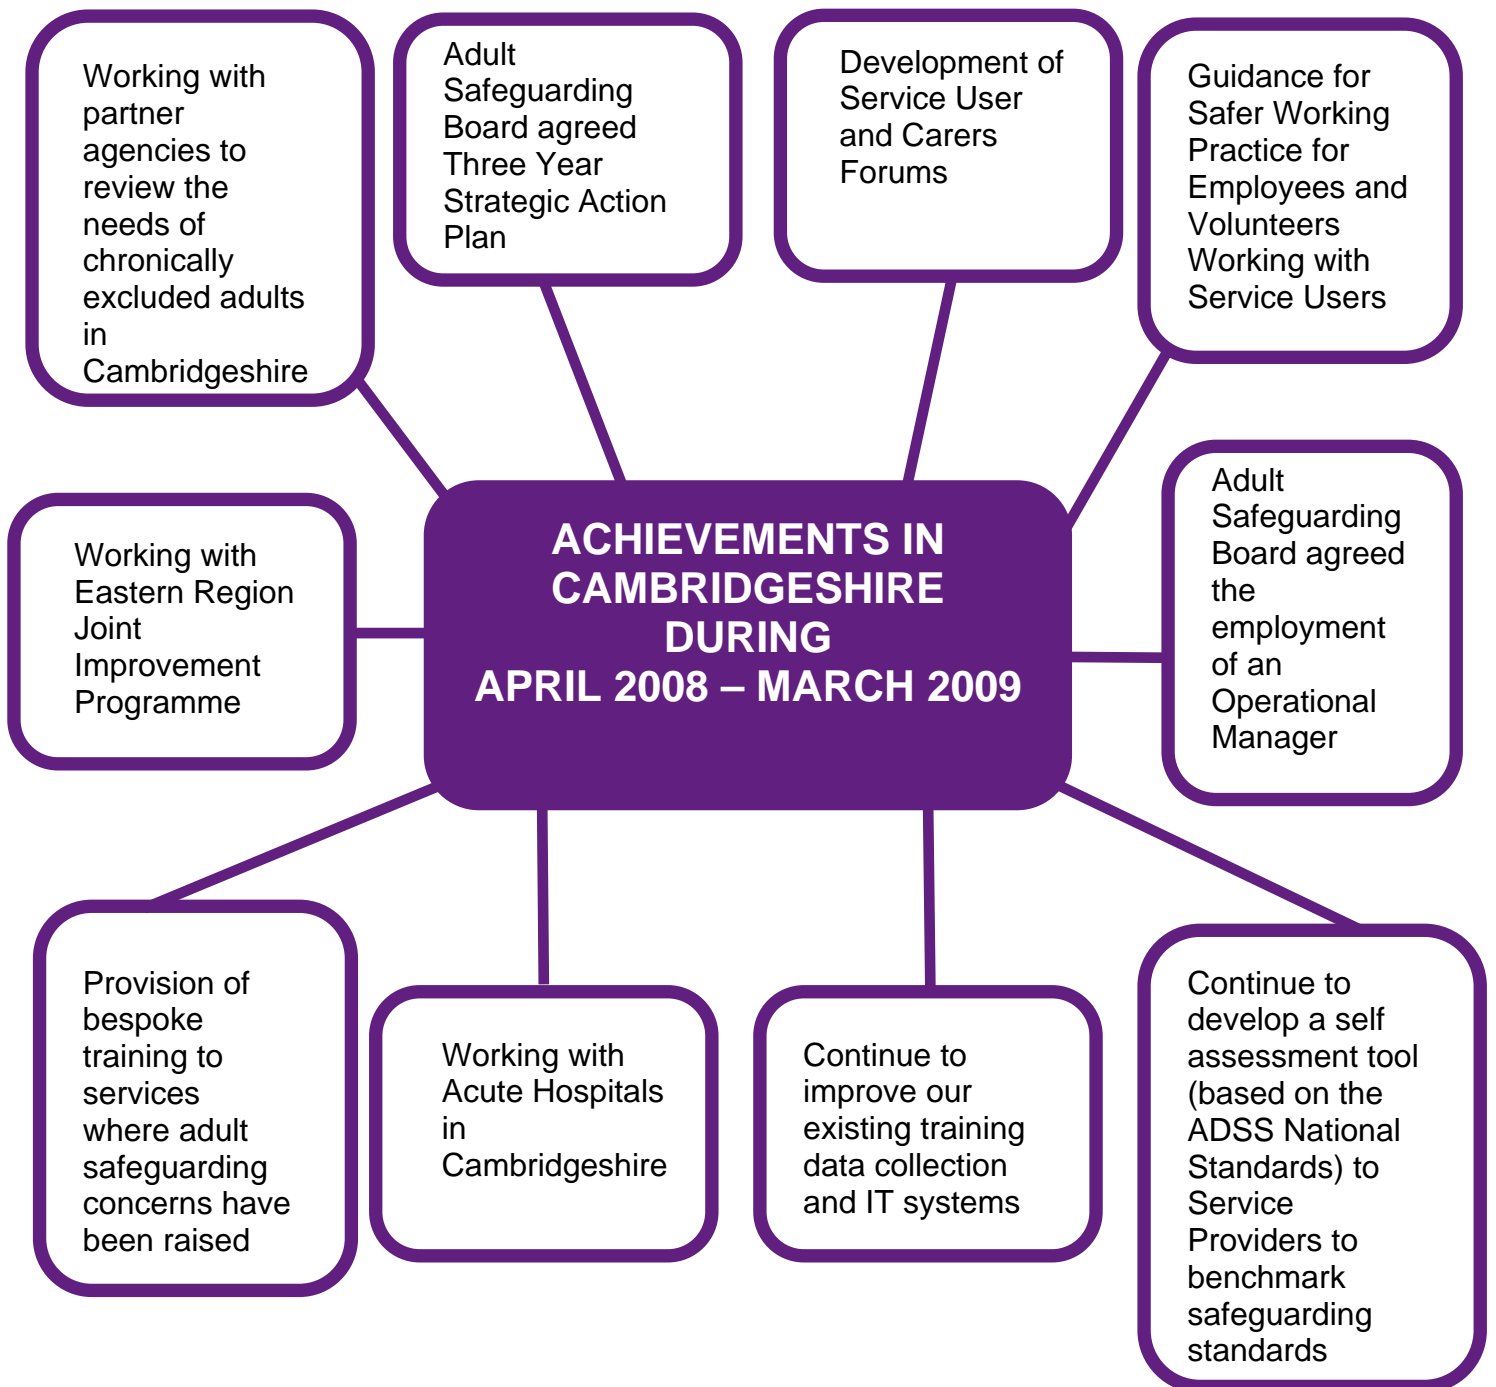 Working with
partner
agencies to
review the
needs of
chronically
excluded adults
in
Cambridgeshire
Adult
Safeguarding
Board agreed
Three Year
Strategic Action
Plan
Development of
Service User
and Carers
Forums
Guidance for
Safer Working
Practice for
Employees and
Volunteers
Working with
Service Users
Working with
Eastern Region
Joint
Improvement
Programme
ACHIEVEMENTS IN
CAMBRIDGESHIRE
DURING
APRIL 2008 – MARCH 2009
Adult
Safeguarding
Board agreed
the
employment
of an
Operational
Manager
Provision of
bespoke
training to
services
where adult
safeguarding
concerns have
been raised
Working with
Acute Hospitals
in
Cambridgeshire
Continue to
improve our
existing training
data collection
and IT systems
Continue to
develop a self
assessment tool
(based on the
ADSS National
Standards) to
Service
Providers to
benchmark
safeguarding
standards